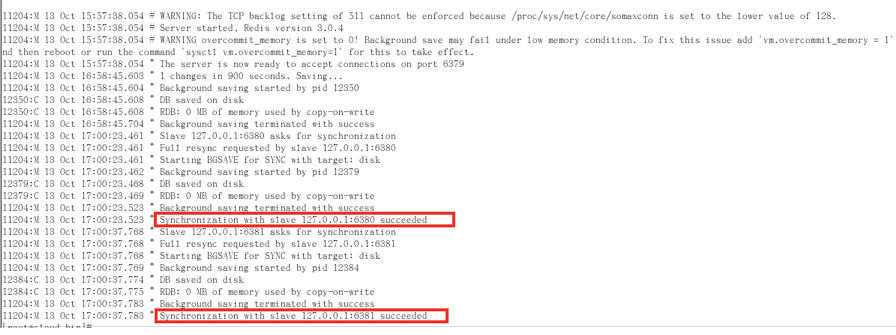 11204:M 13 Oct 15:57:38.054 # WARNING: The TCP backlog setting of 511 cannot be enforced because /proc/sys/net/core/somaxconn is set to the lower value of 128.
11204:M 13 Oct 15:57:38.054 # Server started, Redis version 3.0.4
11204:M 13 Oct 15:57:38.054 # WARNING overcommit_memory is set to 0! Background save may fail under low memory condition. To fix this issue add 'vm.overcommit_memory = 1'
nd then reboot or run the command 'sysctl vm.overcommit_memory=1' for this to take effect.
11204:M 13 Oct 15:57:38.054 * The server is now ready to accept connections on port 6379
11204:M 13 Oct 16:58:45.603 * 1 changes in 900 seconds. Saving...
11204:M 13 Oct 16:58:45.604 * Background saving started by pid 12350
12350:C 13 Oct 16:58:45.608 * DB saved on disk
12350:C 13 Oct 16:58:45.608 * RDB: 0 MB of memory used by copy-on-write
11204:M 13 Oct 16:58:45.704 * Background saving terminated with success
11204:M 13 Oct 17:00:23.461 * Slave 127.0.0.1:6380 asks for synchronization
11204:M 13 Oct 17:00:23.461 * Full resync requested by slave 127.0.0.1:6380
11204:M 13 Oct 17:00:23.461 * Starting BGSAVE for SYNC with target: disk
11204:M 13 Oct 17:00:23.462 * Background saving started by pid 12379
12379:C 13 Oct 17:00:23.468 * DB saved on disk
12379:C 13 Oct 17:00:23.469 * RDB: 0 MB of memory used by copy-on-write
11204:M 13 Oct 17:00:23.523 * Background saving terminated with success
11204:M 13 Oct 17:00:23.523 * Synchronization with slave 127.0.0.1:6380 succeeded
11204:M 13 Oct 17:00:37.768 * Slave 127.0.0.1:6381 asks for synchronization
11204:M 13 Oct 17:00:37.768 * Full resync requested by slave 127.0.0.1:6381
11204:M 13 Oct 17:00:37.768 * Starting BGSAVE for SYNC with target: disk
11204:M 13 Oct 17:00:37.769 * Background saving started by pid 12384
12384:C 13 Oct 17:00:37.774 * DB saved on disk
12384:C 13 Oct 17:00:37.775 * RDB: 0 MB of memory used by copy-on-write
11204:M 13 Oct 17:00:37.783 * Background saving terminated with success
11204:M 13 Oct 17:00:37.783 * Synchronization with slave 127.0.0.1:6381 succeeded